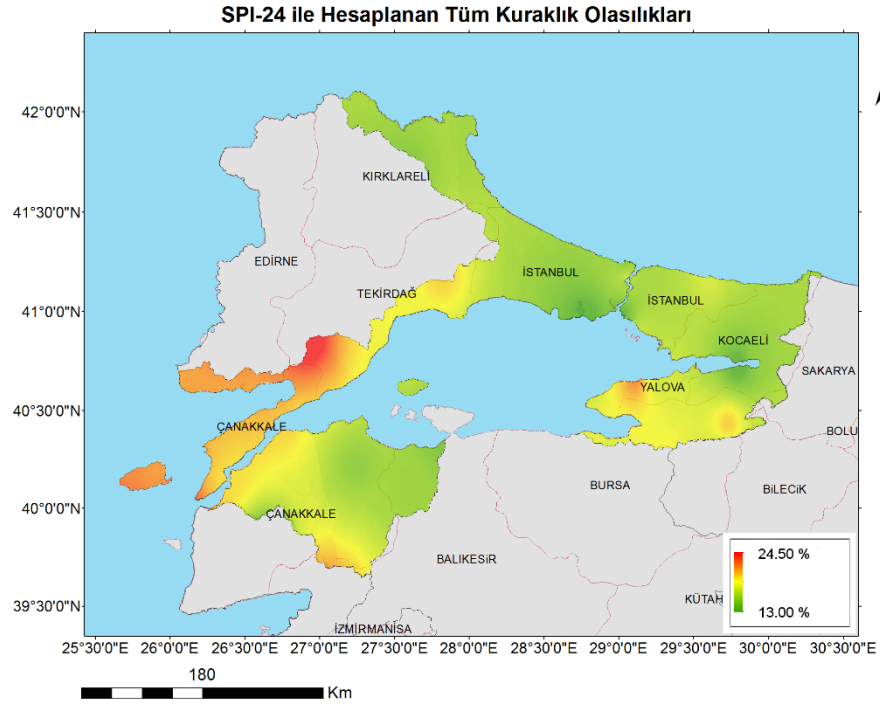 SPI-24 ile Hesaplanan Tüm Kuraklık Olasılıkları
42°0'0"N
KIRKLARELİ
41°30'0"N
EDİRNE
İSTANBUL
TEKİRDAĞ
İSTANBUL
41°0'0"N
KOCAELİ
SAKARYA
YALOVA
40°30'0"N
ÇANAKKALE
BOLU
BURSA
BİLECİK
40°0'0"N
ÇANAKKALE
BALIKESİR
24.50 %
13.00 %
39°30'0"N
KÜTAH
İZMİRMANİSA
25°30'0"E 26°0'0"E 26°30'0"E 27°0'0"E 27°30'0"E 28°0'0"E 28°30'0"E 29°0'0"E 29°30'0"E 30°0'0"E 30°30'0"E
180
Km